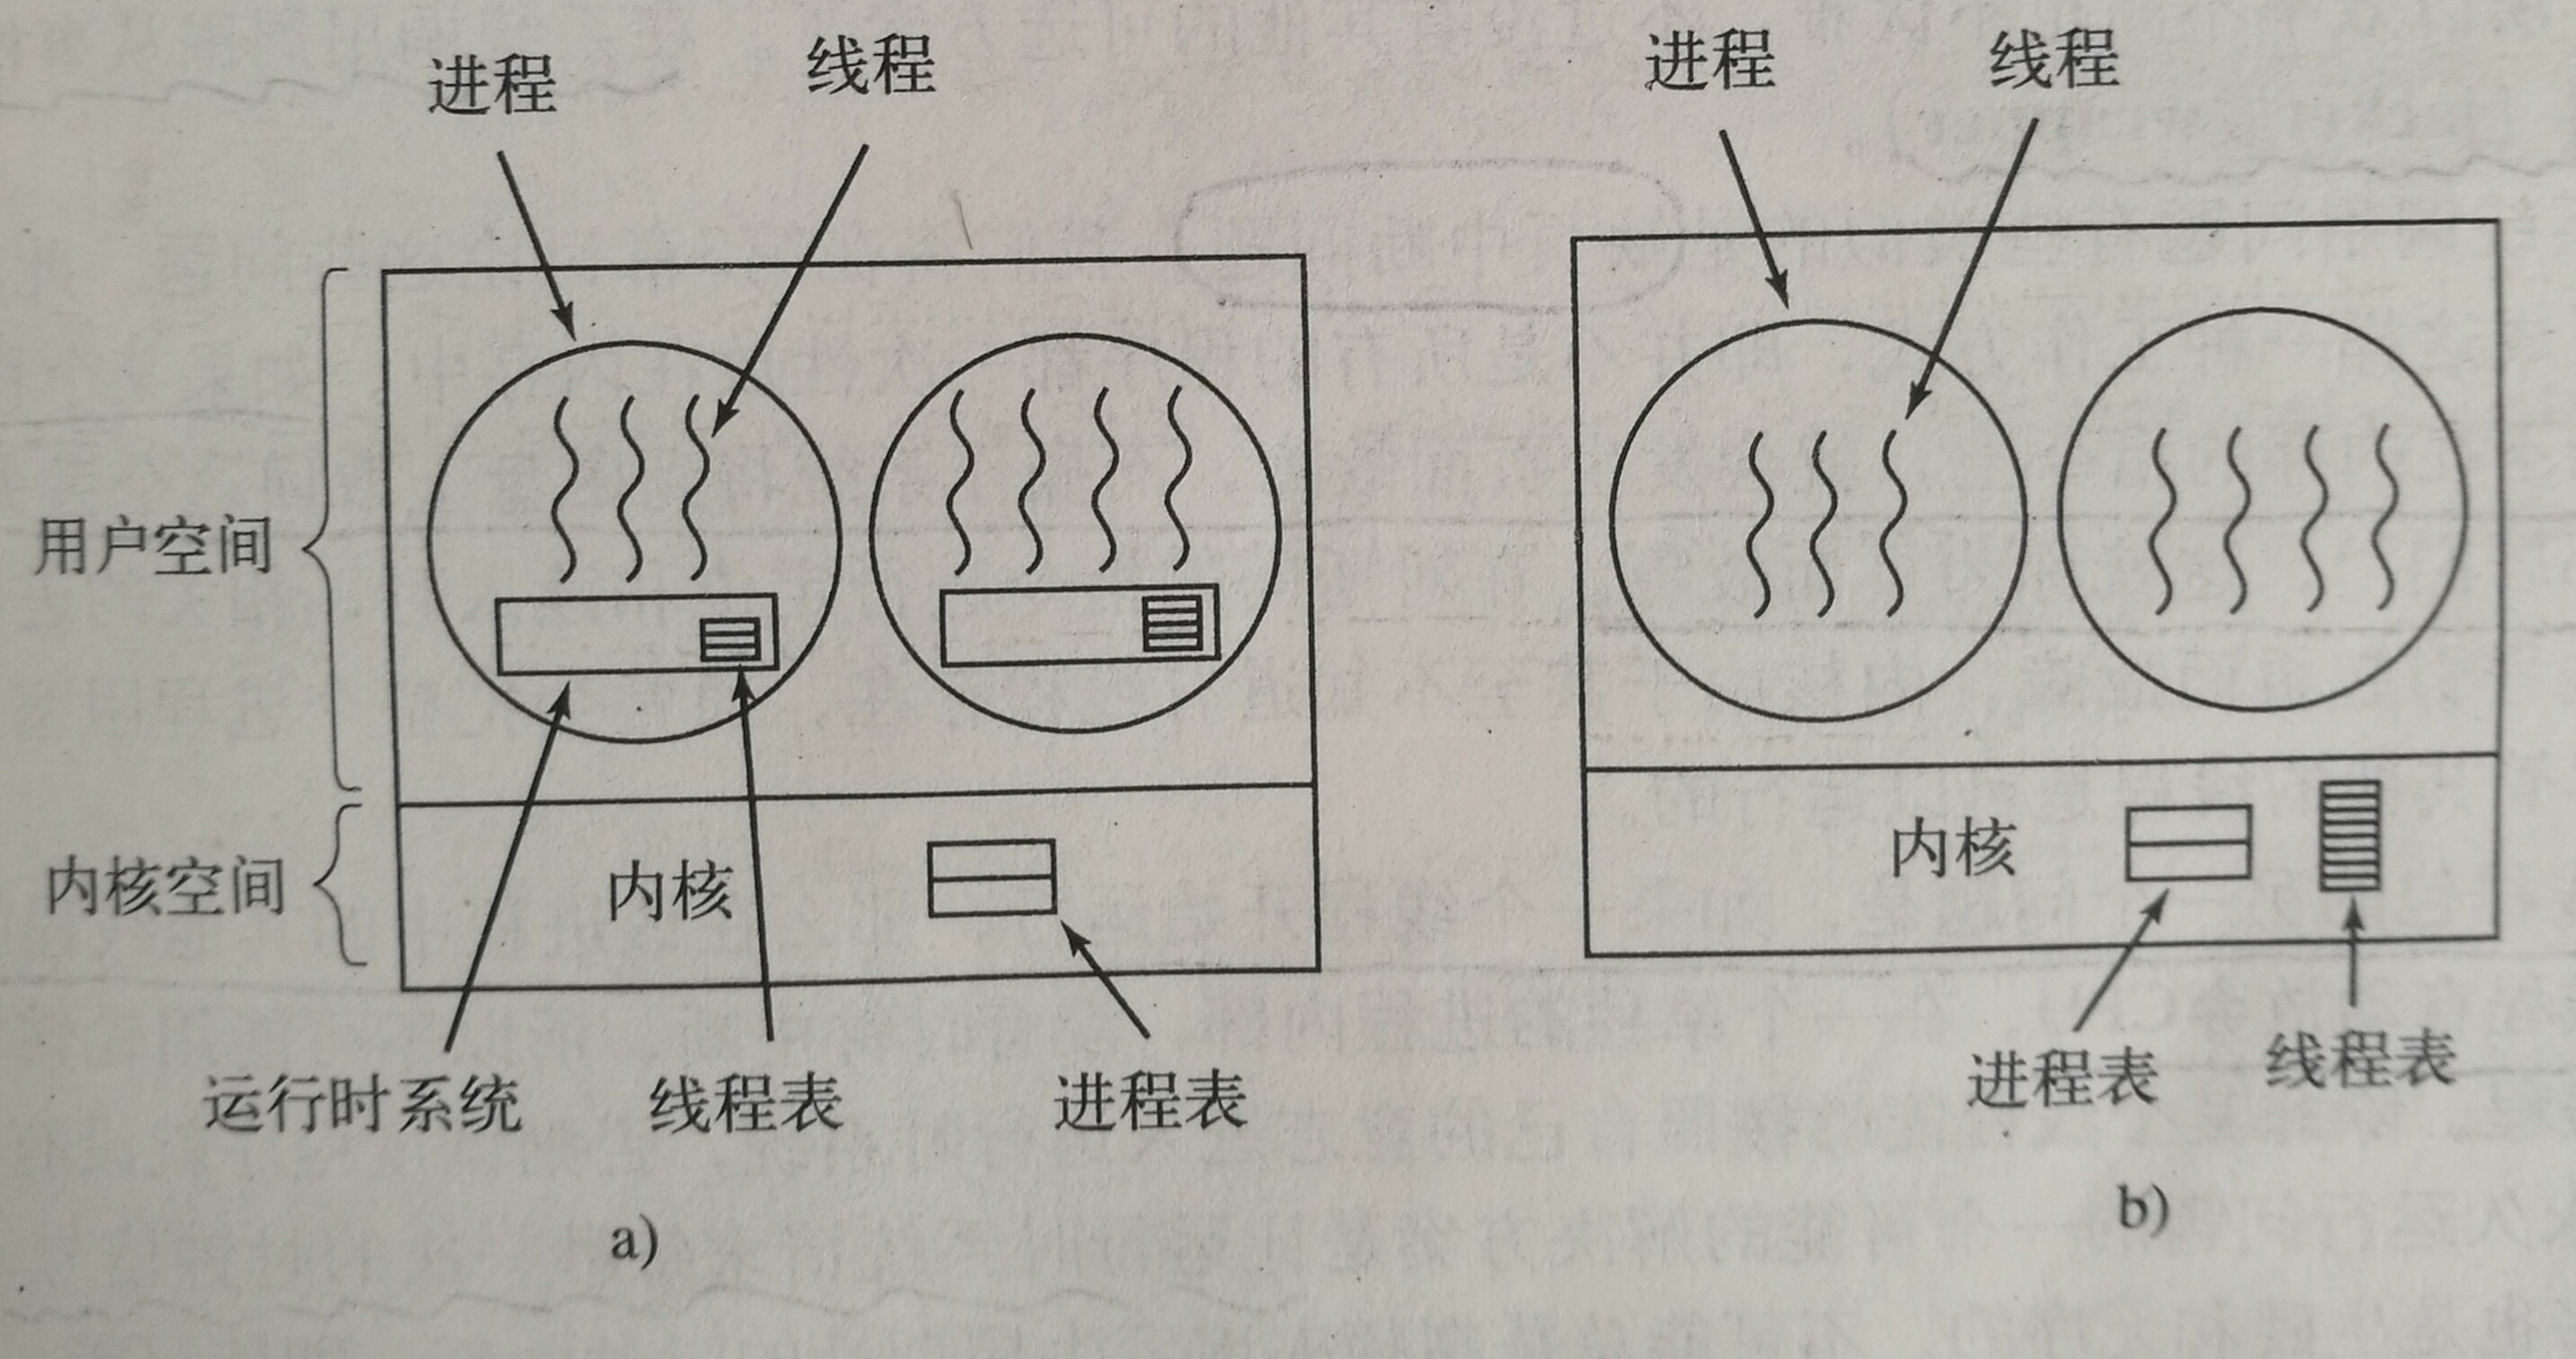 进程 线程
进程 线程
用户空间
内核空间
内核
内核
运行时系统 线程表 进程表
进程表 线程表
a)
b)